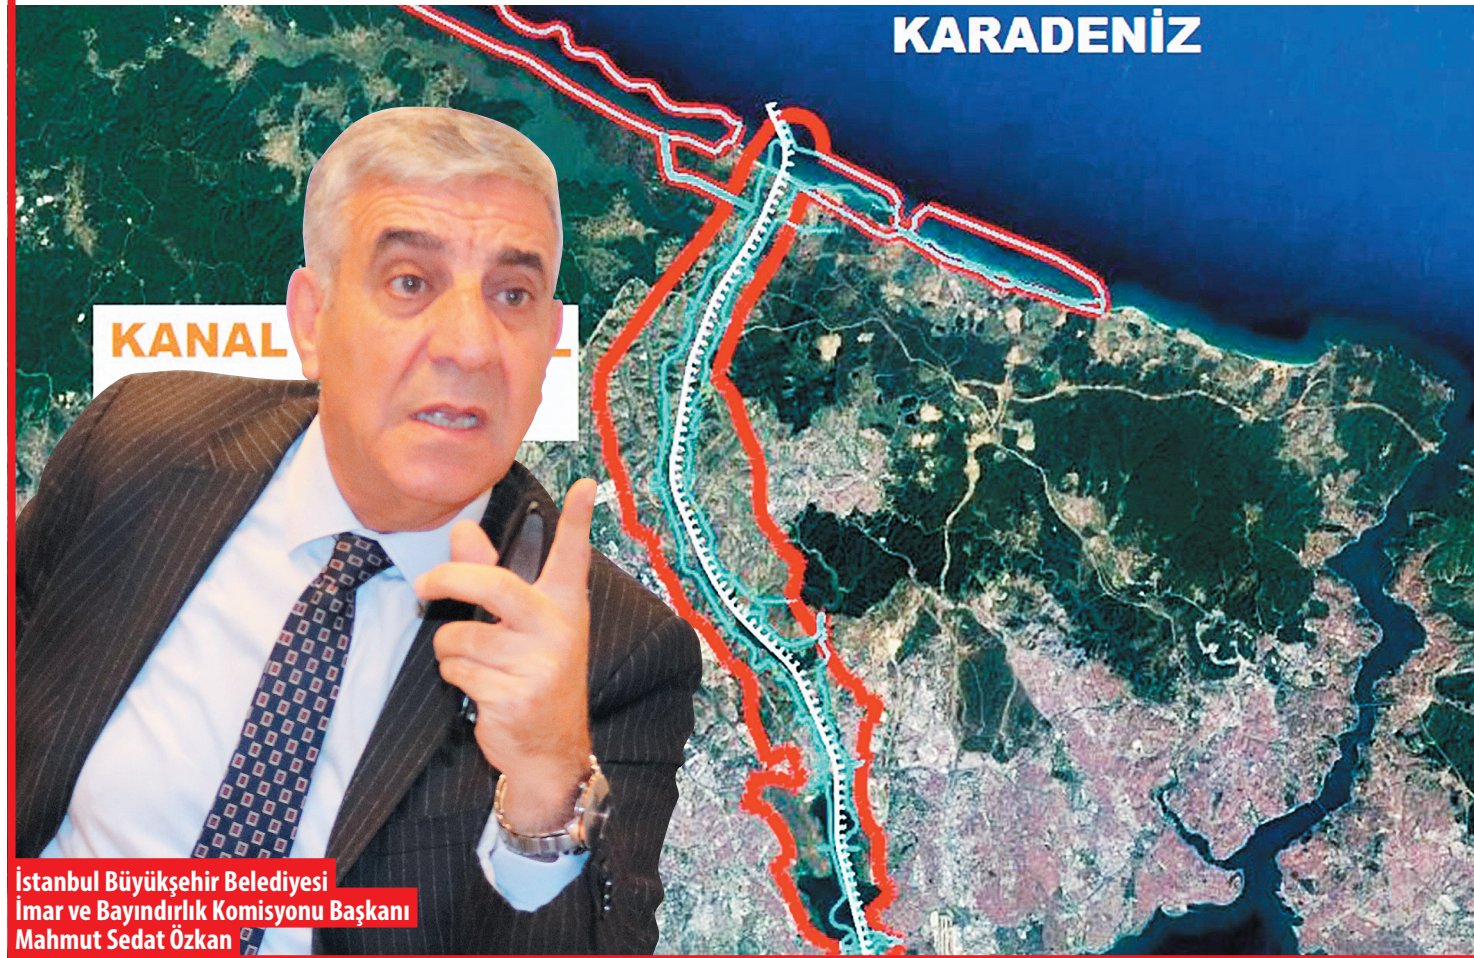 KARADENİZ
KANAL
İstanbul Büyükşehir Belediyesi
İmar ve Bayındırlık Komisyonu Başkanı
Mahmut Sedat Özkan